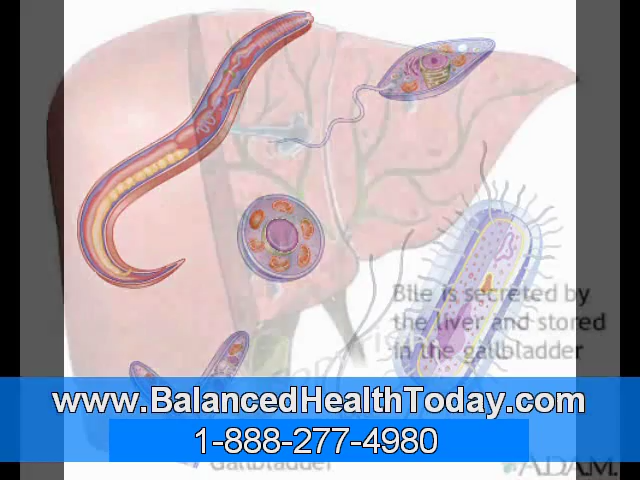 Bile is secreted by
the liver and stored
in the gallbladder
www.BalancedHealthToday.com
1-888-277-4980
Gallbladder
A.D.A.M.